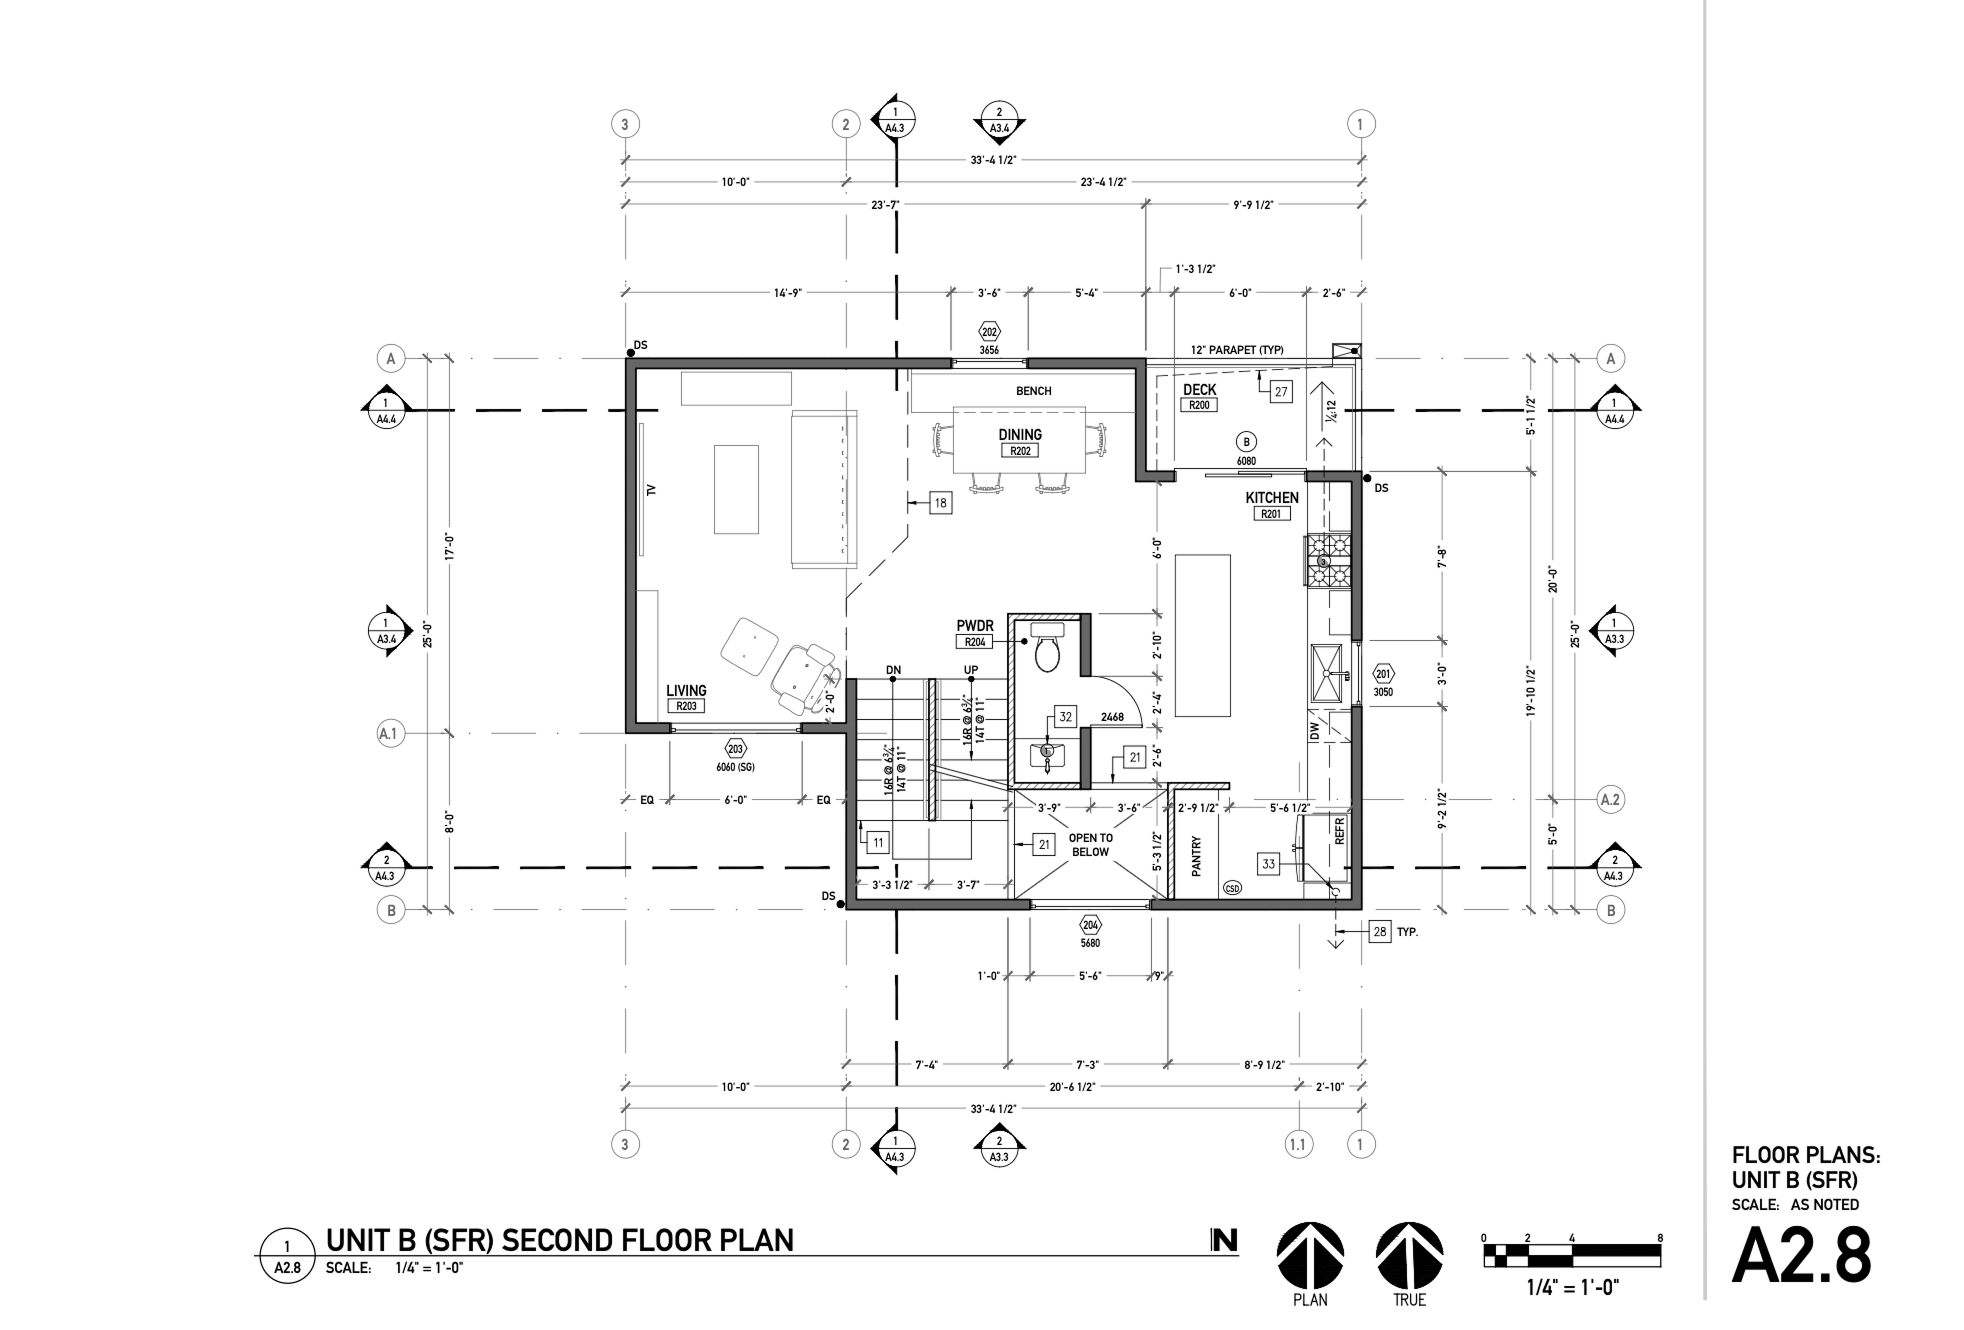 3
2
1
A4.3
2
A3.4
1
33'-4 1/2"
10'-0"
23'-4 1/2"
23'-7"
9'-9 1/2"
1'-3 1/2"
14'-9"
3'-6"
5'-4"
6'-0"
2'-6"
202
3656
DS
12" PARAPET (TYP)
A
A
BENCH
DECK
R200
27
1/4:12
1
A4.4
1
A4.4
DINING
R202
B
6080
5'-1 1/2"
TV
18
KITCHEN
R201
DS
17'-0"
6'-0"
7'-8"
20'-0"
3
1
A3.4
25'-0"
PWDR
R204
2'-10"
25'-0"
1
A3.3
DN
UP
201
3050
3'-0"
LIVING
R203
2'-0"
16R @ 6¾"
14T @ 11"
32
2'-4"
2468
19'-10 1/2"
A.1
203
6060 (SG)
16R @ 6¾"
14T @ 11"
1
21
2'-6"
DW
EQ
6'-0"
EQ
3'-9"
3'-6"
2'-9 1/2"
5'-6 1/2"
A.2
8'-0"
9'-2 1/2"
11
21
OPEN TO
BELOW
5'-3 1/2"
PANTRY
REFR
33
5'-0"
2
A4.3
2
A4.3
3'-3 1/2"
3'-7"
CSD
DS
B
B
204
5680
28
TYP.
1'-0"
5'-6"
9"
7'-4"
7'-3"
8'-9 1/2"
10'-0"
20'-6 1/2"
2'-10"
33'-4 1/2"
3
2
1
A4.3
2
A3.3
1.1
1
FLOOR PLANS:
UNIT B (SFR)
SCALE: AS NOTED
A2.8
1
A2.8
UNIT B (SFR) SECOND FLOOR PLAN
SCALE: 1/4" = 1'-0"
N
PLAN
TRUE
0 2 4 8
1/4" = 1'-0"